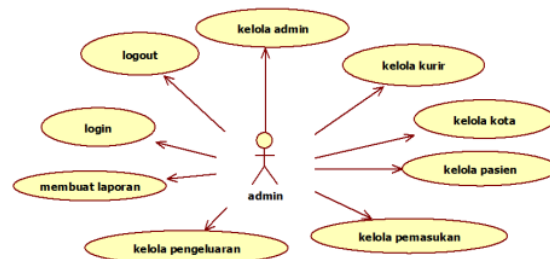 kelola admin
logout
kelola kurir
login
kelola kota
kelola pasien
membuat laporan
admin
kelola pengeluaran
kelola pemasukan